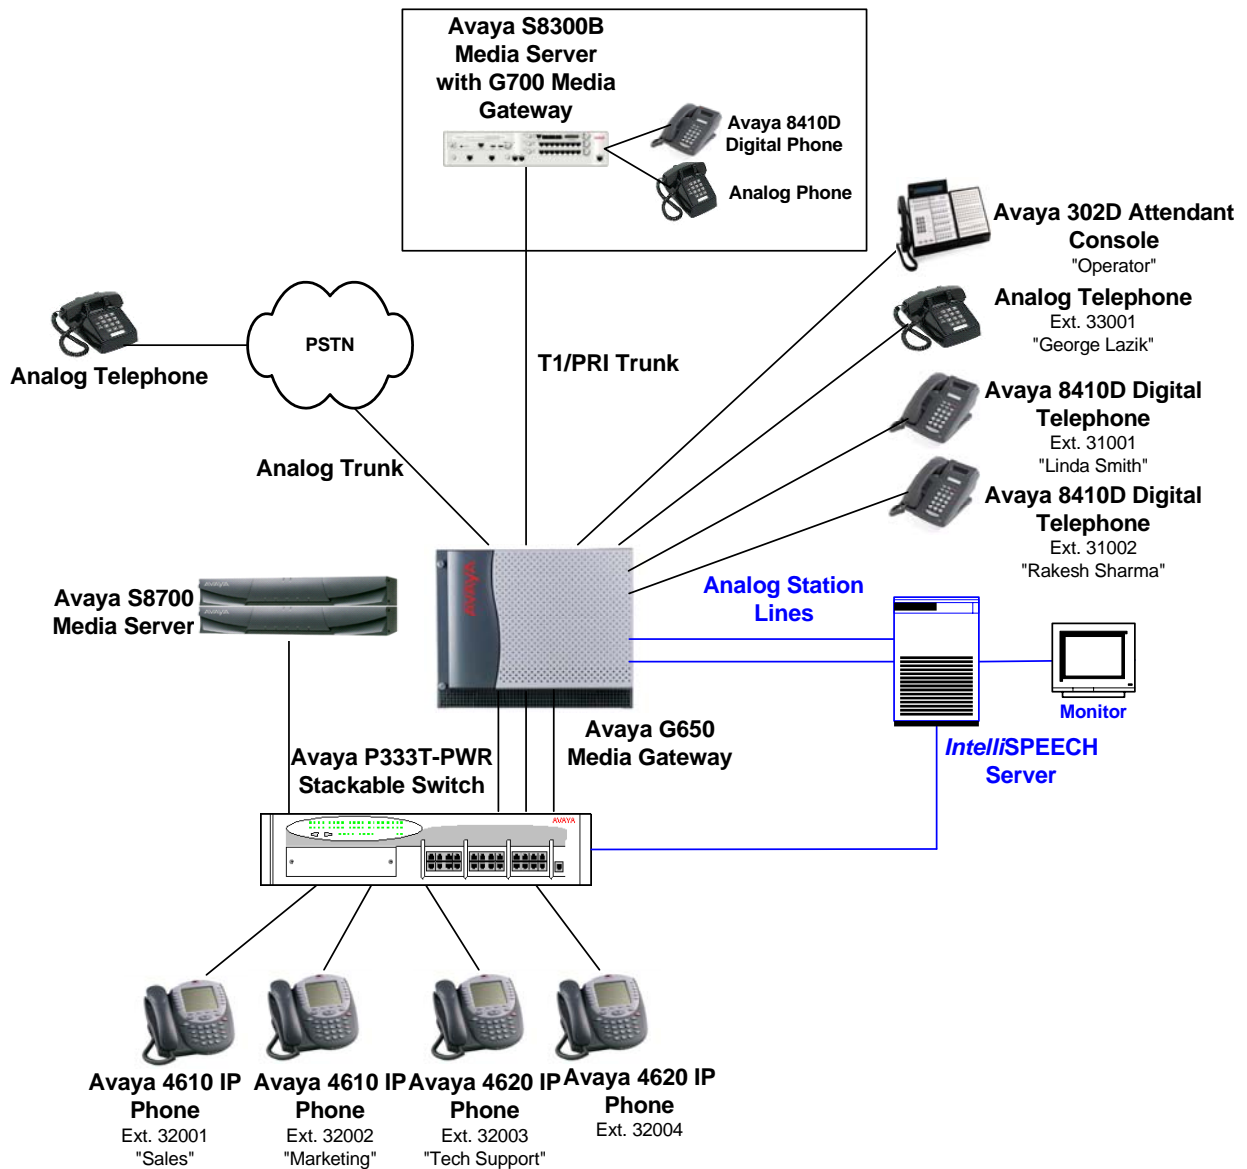 Avaya S8300B
Media Server
with G700 Media
Gateway
Avaya 8410D
Digital Phone
Analog Phone
Avaya 302D Attendant
Console
"Operator"
Analog Telephone
Ext. 33001
"George Lazik"
PSTN
Analog Telephone
T1/PRI Trunk
Avaya 8410D Digital
Telephone
Ext. 31001
"Linda Smith"
Analog Trunk
Avaya 8410D Digital
Telephone
Ext. 31002
"Rakesh Sharma"
AVAYA
Avaya S8700
Media Server
AVAYA
AVAYA
Analog Station
Lines
Monitor
IntelliSPEECH
Server
Avaya G650
Media Gateway
Avaya P333T-PWR
Stackable Switch
AVAYA
Avaya 4610 IP
Phone
Ext. 32001
"Sales"
Avaya 4610 IP
Phone
Ext. 32002
"Marketing"
Avaya 4620 IP
Phone
Ext. 32003
"Tech Support"
Avaya 4620 IP
Phone
Ext. 32004